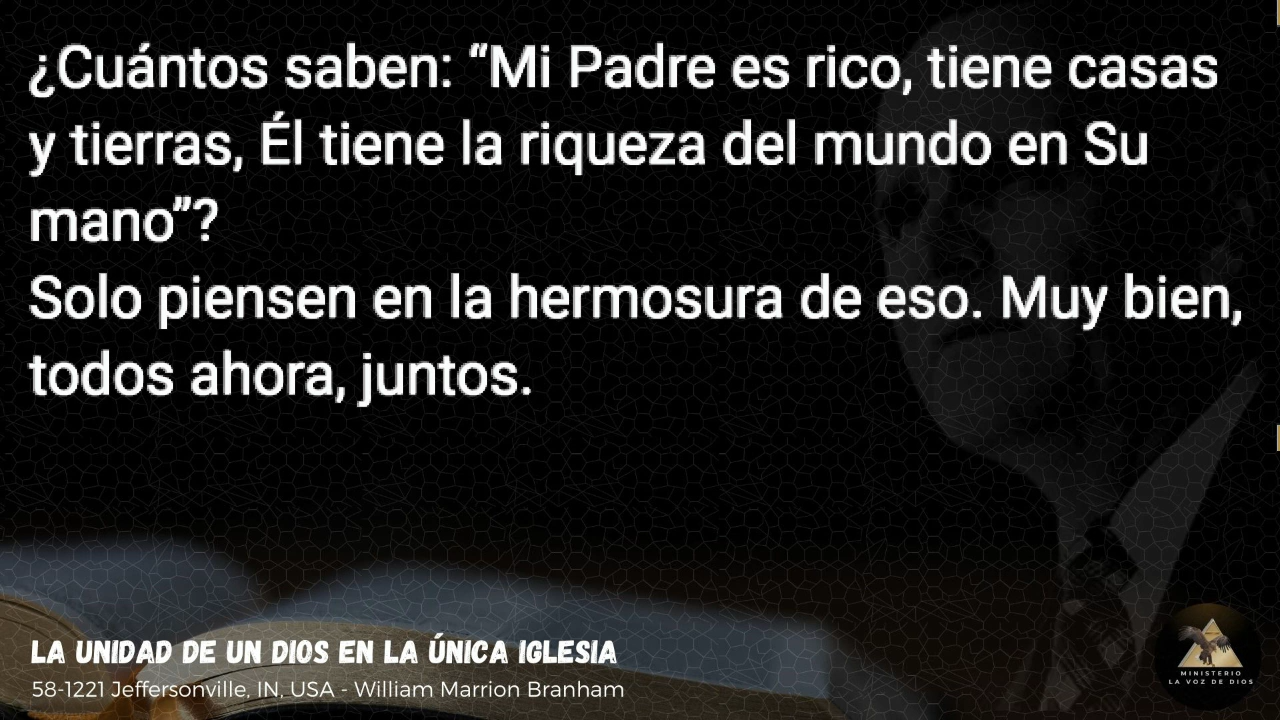 ¿Cuántos saben: “Mi Padre es rico, tiene casas
y tierras, Él tiene la riqueza del mundo en Su
mano”?
Solo piensen en la hermosura de eso. Muy bien,
todos ahora, juntos.
LA UNIDAD DE UN DIOS EN LA ÚNICA IGLESIA
58-1221 Jeffersonville, IN, USA - William Marrion Branham
MINISTERIO
LA VOZ DE DIOS